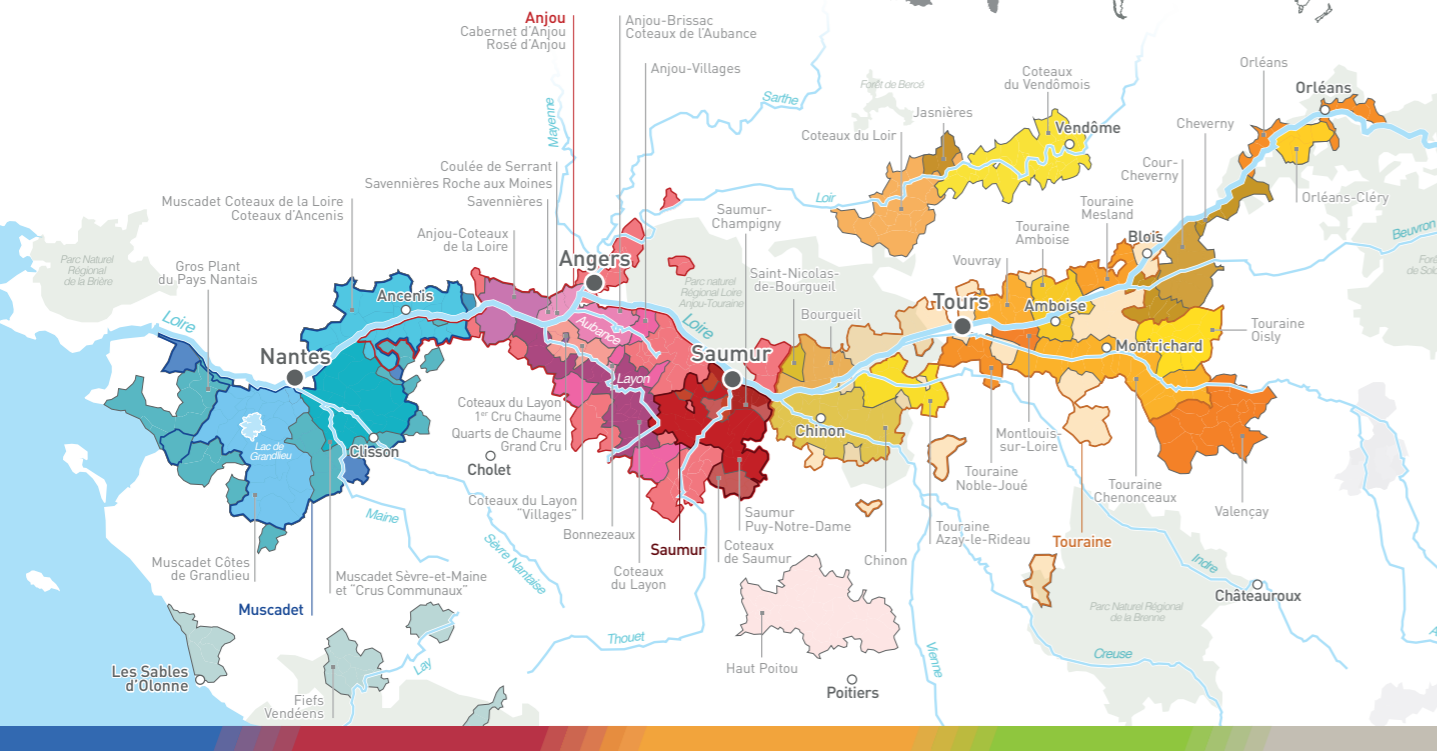 Anjou
Cabernet d'Anjou
Rosé d'Anjou
Anjou-Brissac
Coteaux de l'Aubance
Anjou-Villages
Mayenne
Sarthe
Forêt de Bercé
Jasnières
Coteaux du Loir
Coteaux
du Vendômois
Vendôme
Orléans
Orléans
Cheverny
Cour-
Cheverny
Orléans-Cléry
Beuvron
Coulée de Serrant
Savennières Roche aux Moines
Savennières
Muscadet Coteaux de la Loire
Coteaux d'Ancenis
Anjou-Coteaux
de la Loire
Loir
Saumur-
Champigny
Touraine
Mesland
Touraine
Amboise
Blois
Vouvray
Parc Naturel
Régional
de la Brière
Gros Plant
du Pays Nantais
Angers
Parc naturel
Régional Loire
Anjou-Touraine
Saint-Nicolas-
de-Bourgueil
Bourgueil
Ancenis
Loire
Aubance
Loire
Tours
Amboise
Touraine
Oisly
Montrichard
Nantes
Saumur
Layon
Coteaux du Layon
1er Cru Chaume
Quarts de Chaume
Grand Cru
Lac de
Grandlieu
Clisson
Cholet
Chinon
Montlouis-
sur-Loire
Touraine
Noble-Joué
Touraine
Chenonceaux
Valençay
Coteaux du Layon
"Villages"
Bonnezeaux
Saumur
Coteaux
du Layon
Saumur
Puy-Notre-Dame
Coteaux
de Saumur
Chinon
Touraine
Azay-le-Rideau
Touraine
Maine
Sèvre Nantaise
Muscadet Côtes
de Grandlieu
Muscadet Sèvre-et-Maine
et "Crus Communaux"
Muscadet
Indre
Châteauroux
Parc Naturel Régional
de la Brenne
Creuse
Thouet
Vienne
Haut Poitou
Poitiers
Lay
Les Sables
d'Olonne
Fiefs
Vendéens